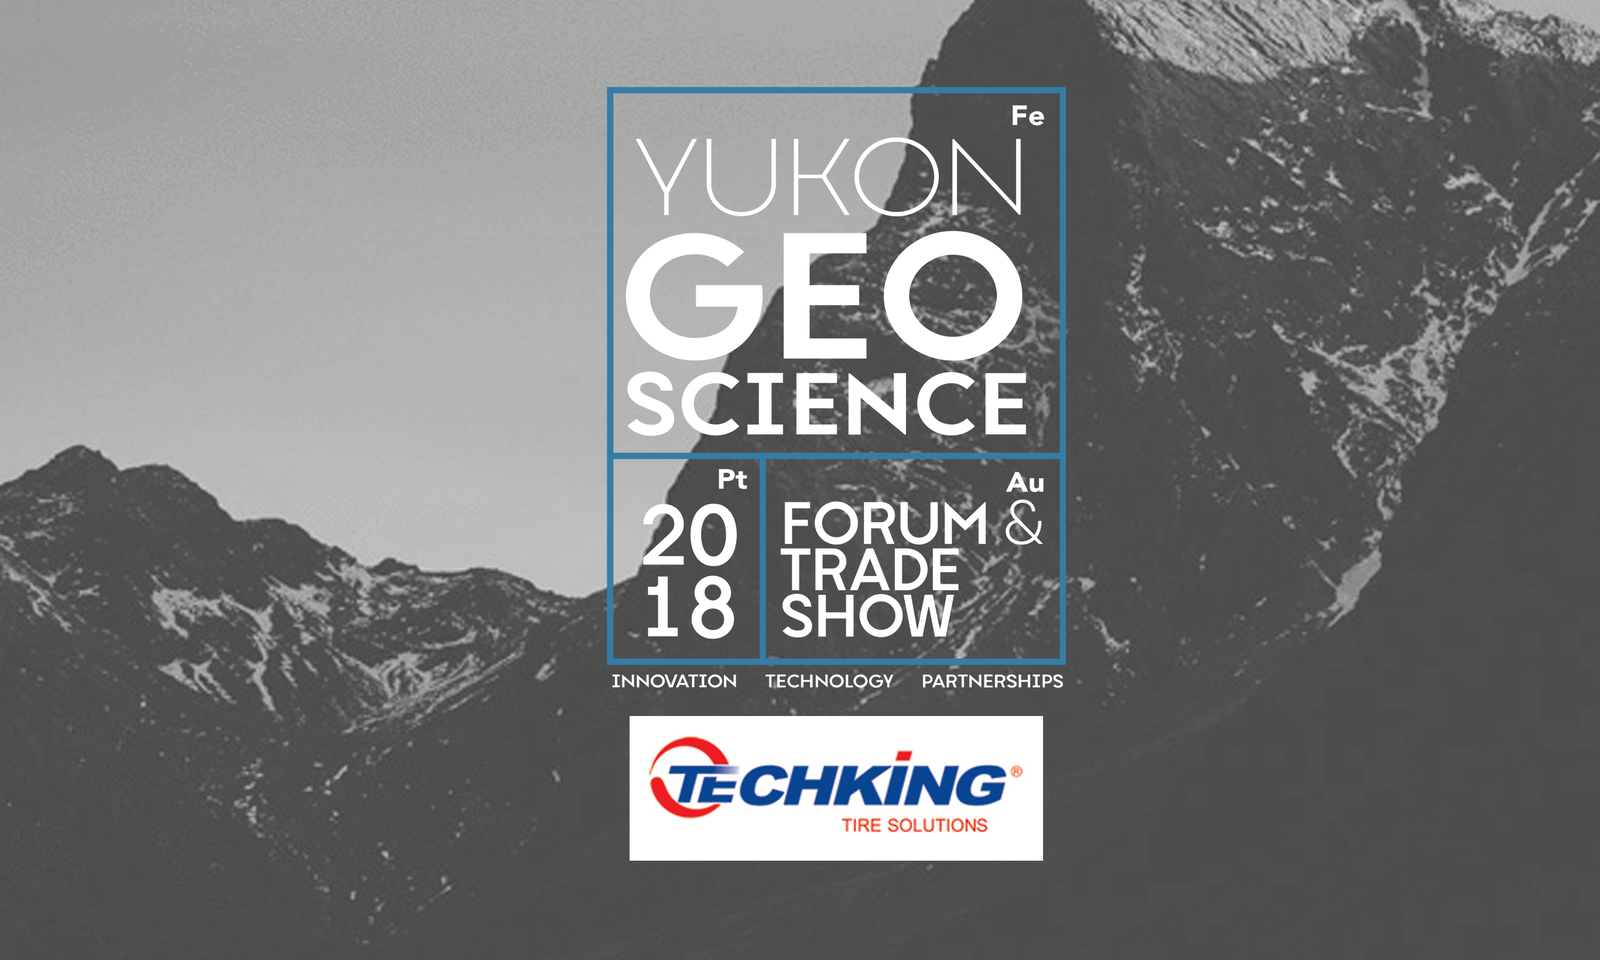 Fe
YUKON
GEO
SCIENCE
Pt
20
18
Au
FORUM &
TRADE
SHOW
INNOVATION TECHNOLOGY PARTNERSHIPS
TECHKING®
TIRE SOLUTIONS